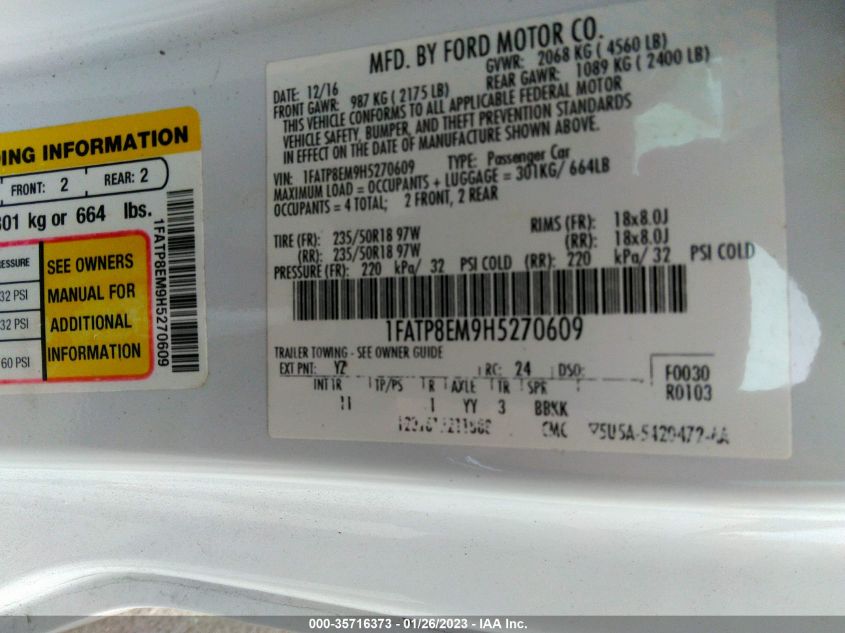 DING INFORMATION
FRONT: 2 REAR: 2
301 kg or 664 lbs.
RESSURE
32 PSI
32 PSI
60 PSI
SEE OWNERS
MANUAL FOR
ADDITIONAL
INFORMATION
1FATP8EM9H5270609
MFD. BY FORD MOTOR CO.
DATE: 12/16 GVWR: 2068 KG ( 4560 LB)
FRONT GAWR: 987 KG ( 2175 LB) REAR GAWR: 1089 KG ( 2400 LB)
THIS VEHICLE CONFORMS TO ALL APPLICABLE FEDERAL MOTOR
VEHICLE SAFETY, BUMPER, AND THEFT PREVENTION STANDARDS
IN EFFECT ON THE DATE OF MANUFACTURE SHOWN ABOVE.
VIN: 1FATP8EM9H5270609 TYPE: Passenger Car
MAXIMUM LOAD = OCCUPANTS + LUGGAGE = 301KG/ 664LB
OCCUPANTS = 4 TOTAL; 2 FRONT, 2 REAR
TIRE (FR): 235/50R18 97W RIMS (FR): 18x8.0J
(RR): 235/50R18 97W (RR): 18x8.0J
PRESSURE (FR): 220 kPa/ 32 PSI COLD (RR): 220 kPa/ 32 PSI COLD
1FATP8EM9H5270609
TRAILER TOWING - SEE OWNER GUIDE
EXT PNT: YZ RC: 24 DSO: F0030
INT TR TP/PS R AXLE TR SPR R0103
1I 1 YY 3 BBKK
000-35716373 — 01/26/2023 — IAA Inc.